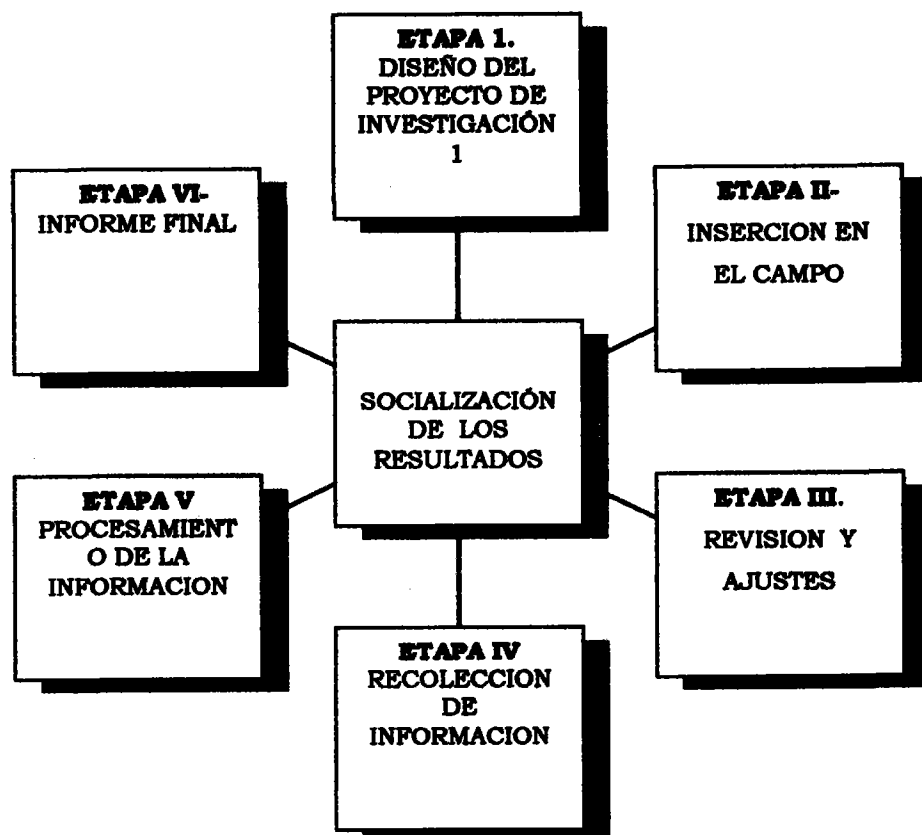 ETAPA 1.
DISEÑO DEL
PROYECTO DE
INVESTIGACIÓN
1
ETAPA II-
INSERCION EN
EL CAMPO
ETAPA III.
REVISION Y
AJUSTES
ETAPA IV
RECOLECCION
DE
INFORMACION
ETAPA V
PROCESAMIENT
O DE LA
INFORMACION
ETAPA VI-
INFORME FINAL
SOCIALIZACIÓN
DE LOS
RESULTADOS